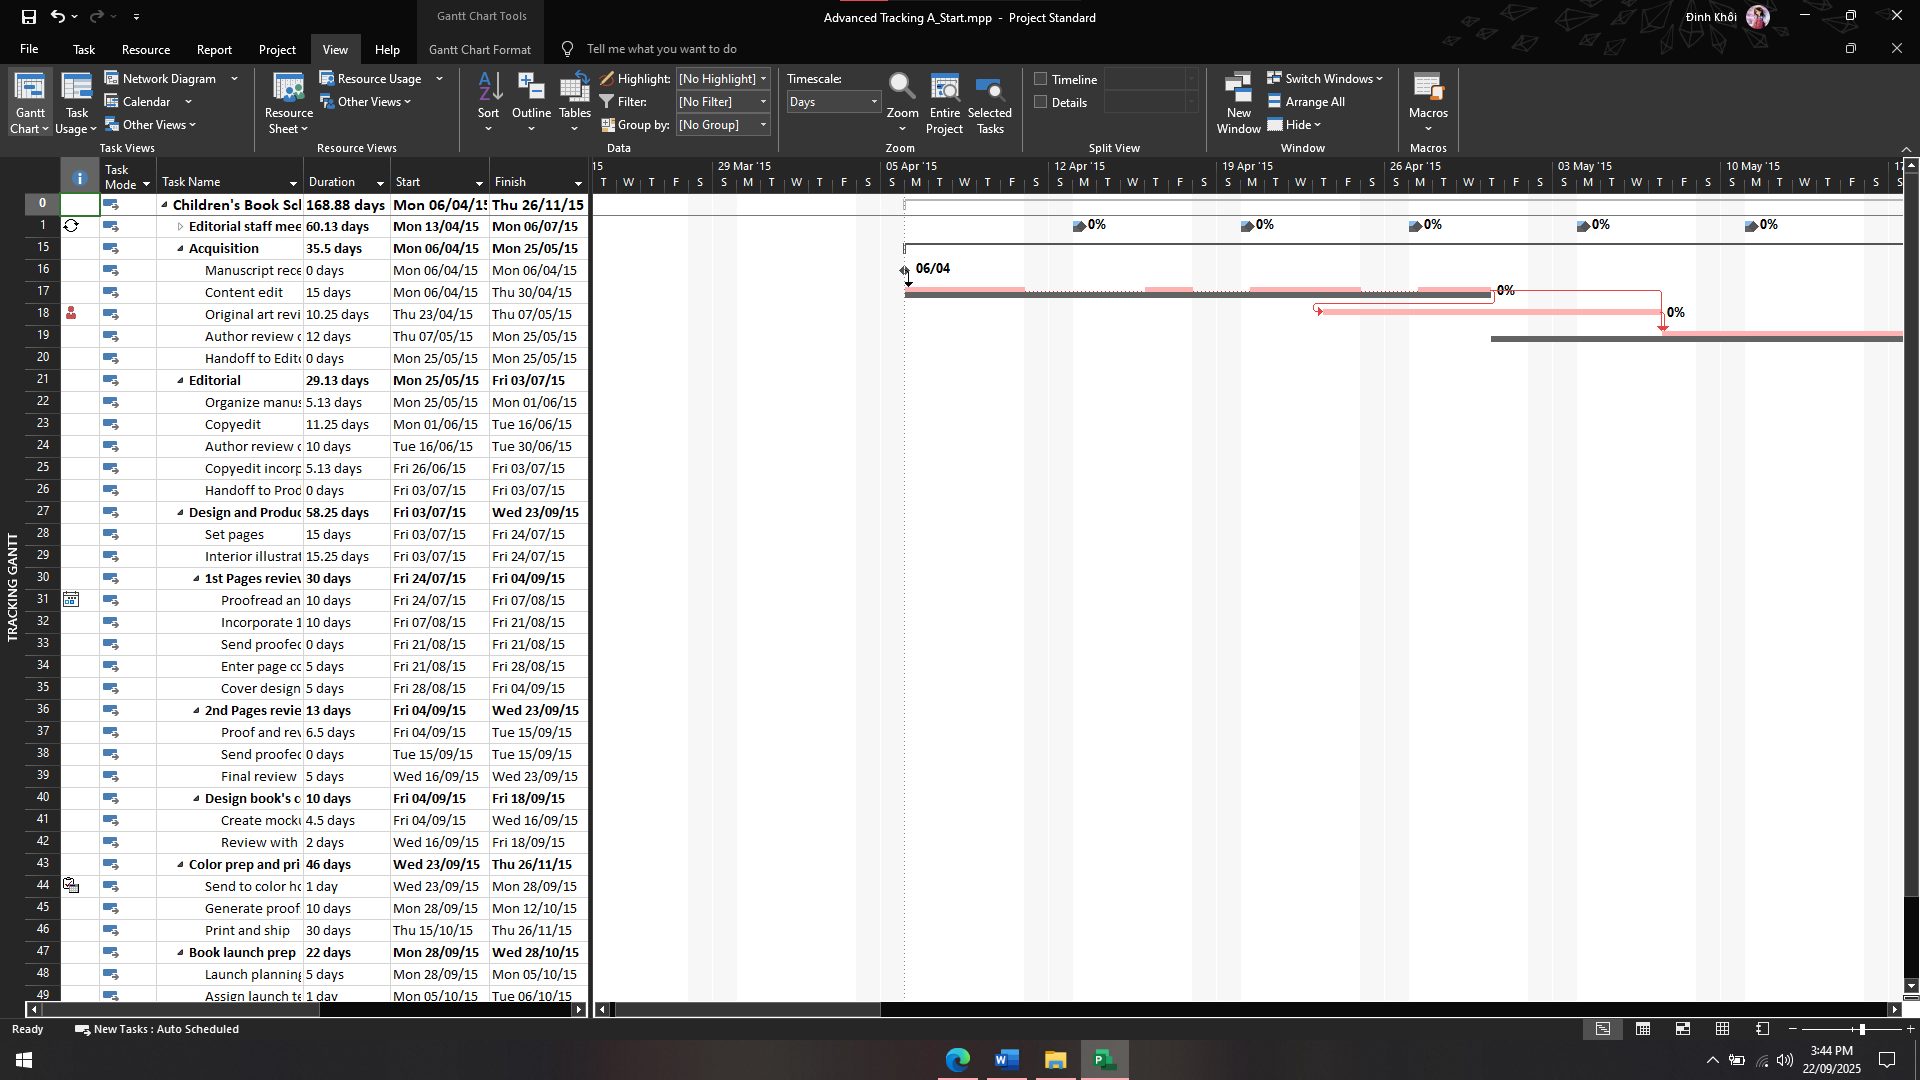 Gantt Chart Tools
Advanced Tracking A_Start.mpp - Project Standard
Đinh Khôi
File Task Resource Report Project View Help Gantt Chart Format Tell me what you want to do
Gantt Chart
Task Usage
Network Diagram
Calendar
Other Views
Task Views
Resource Sheet
Resource Usage
Other Views
Resource Views
Sort
Outline
Tables
Highlight: [No Highlight]
Filter: [No Filter]
Group by: [No Group]
Data
Timescale:
Days
Zoom
Entire Project
Selected Tasks
Zoom
Timeline
Details
Split View
New Window
Switch Windows
Arrange All
Hide
Window
Macros
Macros
Task Mode Task Name Duration Start Finish
15 29 Mar '15 05 Apr '15 12 Apr '15 19 Apr '15 26 Apr '15 03 May '15 10 May '15 17
T W T F S S M T W T F S S M T W T F S S M T W T F S S M T W T F S S M T W T F S S M T W T F S S M T W T F S S M T W T F S
0 Children's Book Scl 168.88 days Mon 06/04/15 Thu 26/11/15
1 Editorial staff mee 60.13 days Mon 13/04/15 Mon 06/07/15 0% 0% 0% 0% 0%
15 Acquisition 35.5 days Mon 06/04/15 Mon 25/05/15
16 Manuscript rece 0 days Mon 06/04/15 Mon 06/04/15 06/04
17 Content edit 15 days Mon 06/04/15 Thu 30/04/15 0%
18 Original art revi 10.25 days Thu 23/04/15 Thu 07/05/15 0%
19 Author review c 12 days Thu 07/05/15 Mon 25/05/15
20 Handoff to Edito 0 days Mon 25/05/15 Mon 25/05/15
21 Editorial 29.13 days Mon 25/05/15 Fri 03/07/15
22 Organize manus 5.13 days Mon 25/05/15 Mon 01/06/15
23 Copyedit 11.25 days Mon 01/06/15 Tue 16/06/15
24 Author review c 10 days Tue 16/06/15 Tue 30/06/15
25 Copyedit incorp 5.13 days Fri 26/06/15 Fri 03/07/15
26 Handoff to Prod 0 days Fri 03/07/15 Fri 03/07/15
27 Design and Produc 58.25 days Fri 03/07/15 Wed 23/09/15
28 Set pages 15 days Fri 03/07/15 Fri 24/07/15
29 Interior illustrat 15.25 days Fri 03/07/15 Fri 24/07/15
30 1st Pages review 30 days Fri 24/07/15 Fri 04/09/15
31 Proofread an 10 days Fri 24/07/15 Fri 07/08/15
32 Incorporate 1 10 days Fri 07/08/15 Fri 21/08/15
33 Send proofec 0 days Fri 21/08/15 Fri 21/08/15
34 Enter page co 5 days Fri 21/08/15 Fri 28/08/15
35 Cover design 5 days Fri 28/08/15 Fri 04/09/15
36 2nd Pages revie 13 days Fri 04/09/15 Wed 23/09/15
37 Proof and rev 6.5 days Fri 04/09/15 Tue 15/09/15
38 Send proofec 0 days Tue 15/09/15 Tue 15/09/15
39 Final review 5 days Wed 16/09/15 Wed 23/09/15
40 Design book's c 10 days Fri 04/09/15 Fri 18/09/15
41 Create mocku 4.5 days Fri 04/09/15 Wed 16/09/15
42 Review with 2 days Wed 16/09/15 Fri 18/09/15
43 Color prep and pri 46 days Wed 23/09/15 Thu 26/11/15
44 Send to color ho 1 day Wed 23/09/15 Mon 28/09/15
45 Generate proof 10 days Mon 28/09/15 Mon 12/10/15
46 Print and ship 30 days Thu 15/10/15 Thu 26/11/15
47 Book launch prep 22 days Mon 28/09/15 Wed 28/10/15
48 Launch planning 5 days Mon 28/09/15 Mon 05/10/15
49 Assign launch te 1 day Mon 05/10/15 Tue 06/10/15
TRACKING GANTT
Ready New Tasks : Auto Scheduled
3:44 PM
22/09/2025